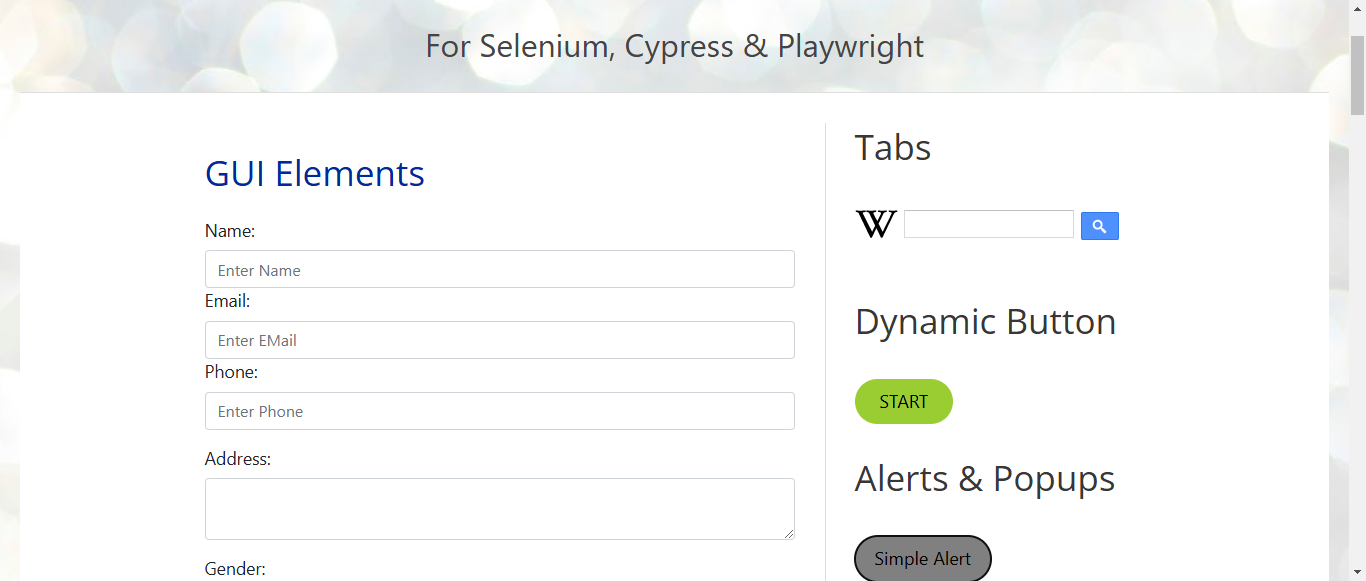 For Selenium, Cypress & Playwright
GUI Elements
Name:
Enter Name
Email:
Enter EMail
Phone:
Enter Phone
Address:
Gender:
Tabs
W
Dynamic Button
START
Alerts & Popups
Simple Alert